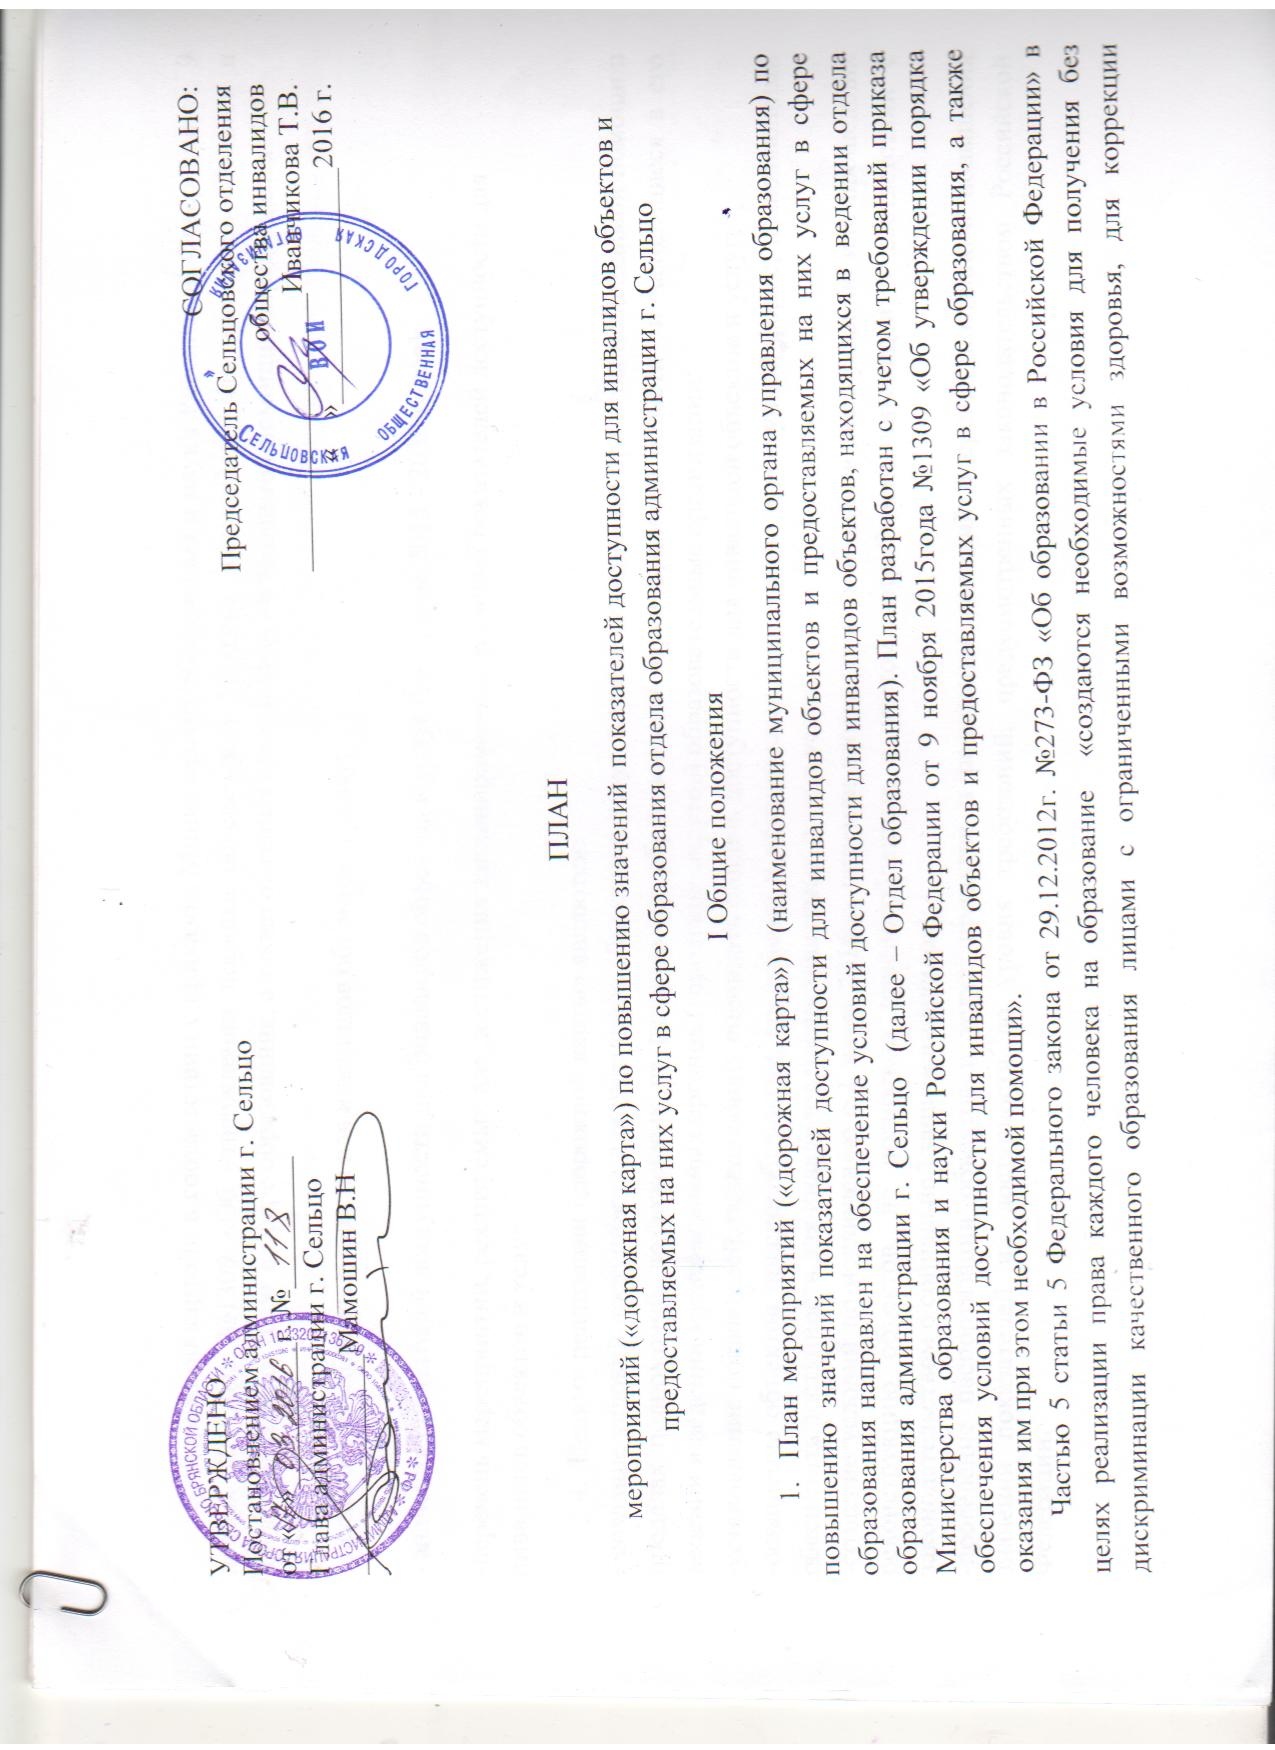 УТВЕРЖДЕНО
Постановлением администрации г. Сельцо
от « » 2016 г. № 118
Глава администрации г. Сельцо
Мамошин В.Н
СОГЛАСОВАНО:
Председатель Сельцовского отделения
общества инвалидов
Иванчикова Т.В.
« » 2016 г.
СЕЛЬЦОВСКАЯ ГОРОДСКАЯ ОБЩЕСТВЕННАЯ ОРГАНИЗАЦИЯ
ВОИ
ПЛАН
мероприятий («дорожная карта») по повышению значений показателей доступности для инвалидов объектов и
предоставляемых на них услуг в сфере образования отдела образования администрации г. Сельцо
I Общие положения
1. План мероприятий («дорожная карта») (наименование муниципального органа управления образования) по
повышению значений показателей доступности для инвалидов объектов и предоставляемых на них услуг в сфере
образования направлен на обеспечение условий доступности для инвалидов объектов, находящихся в ведении отдела
образования администрации г. Сельцо (далее – Отдел образования). План разработан с учетом требований приказа
Министерства образования и науки Российской Федерации от 9 ноября 2015года №1309 «Об утверждении порядка
обеспечения условий доступности для инвалидов объектов и предоставляемых услуг в сфере образования, а также
оказания им при этом необходимой помощи».
Частью 5 статьи 5 Федерального закона от 29.12.2012г. №273-ФЗ «Об образовании в Российской Федерации» в
целях реализации права каждого человека на образование «создаются необходимые условия для получения без
дискриминации качественного образования лицами с ограниченными возможностями здоровья, для коррекции